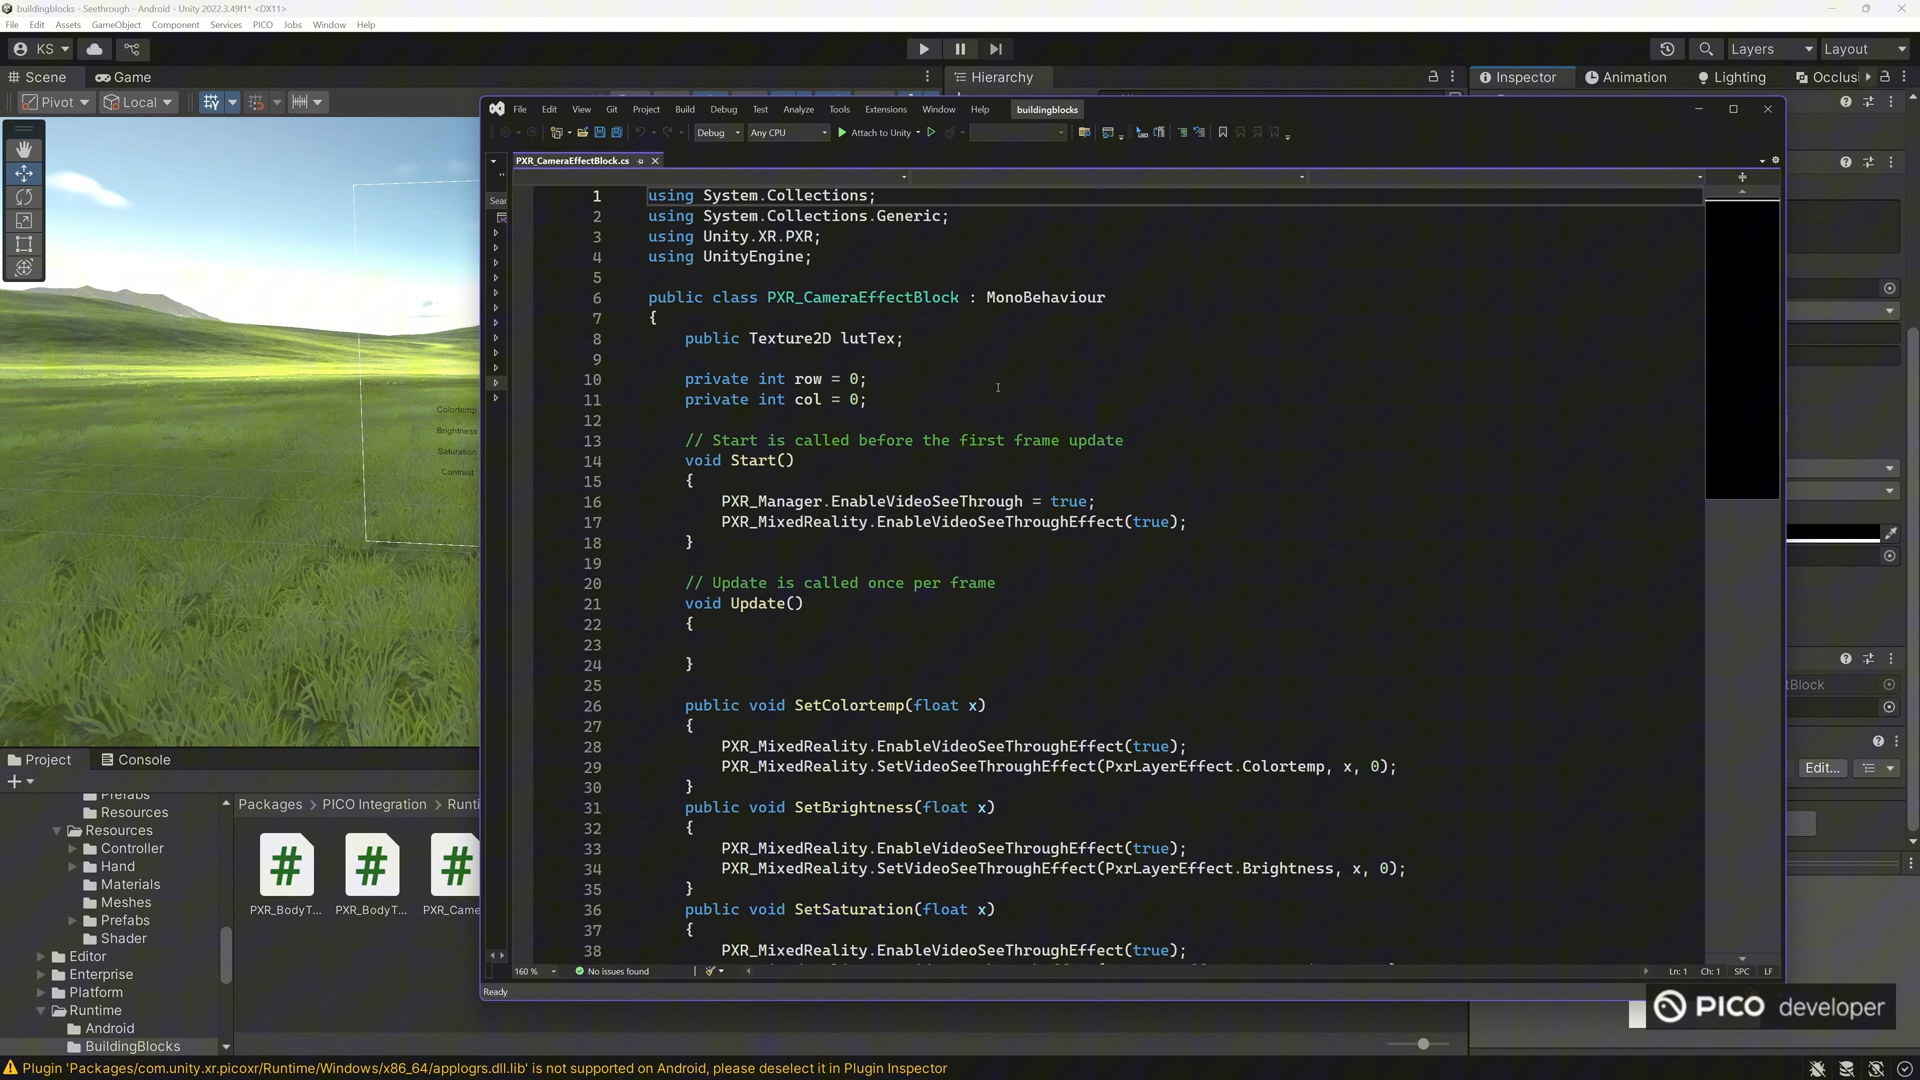 buildingblocks - Seethrough - Android - Unity 2022.3.49f1* <DX11>
File Edit Assets GameObject Component Services PICO Jobs Window Help
KS Layers Layout
Scene Game Hierarchy Inspector Animation Lighting Occlusi
Pivot Local
File Edit View Git Project Build Debug Test Analyze Tools Extensions Window Help buildingblocks
Debug Any CPU Attach to Unity
PXR_CameraEffectBlock.cs
Sear
1 using System.Collections;
2 using System.Collections.Generic;
3 using Unity.XR.PXR;
4 using UnityEngine;
5
6 public class PXR_CameraEffectBlock : MonoBehaviour
7 {
8 public Texture2D lutTex;
9
10 private int row = 0;
11 private int col = 0;
12
13 // Start is called before the first frame update
14 void Start()
15 {
16 PXR_Manager.EnableVideoSeeThrough = true;
17 PXR_MixedReality.EnableVideoSeeThroughEffect(true);
18 }
19
20 // Update is called once per frame
21 void Update()
22 {
23
24 }
25
26 public void SetColortemp(float x)
27 {
28 PXR_MixedReality.EnableVideoSeeThroughEffect(true);
29 PXR_MixedReality.SetVideoSeeThroughEffect(PxrLayerEffect.Colortemp, x, 0);
30 }
31 public void SetBrightness(float x)
32 {
33 PXR_MixedReality.EnableVideoSeeThroughEffect(true);
34 PXR_MixedReality.SetVideoSeeThroughEffect(PxrLayerEffect.Brightness, x, 0);
35 }
36 public void SetSaturation(float x)
37 {
38 PXR_MixedReality.EnableVideoSeeThroughEffect(true);
160 % No issues found Ln: 1 Ch: 1 SPC LF
Ready
Colortemp
Brightness
Saturation
Contrast
tBlock
Edit...
Project Console
Prefabs
Resources
Resources
Controller
Hand
Materials
Meshes
Prefabs
Shader
Editor
Enterprise
Platform
Runtime
Android
BuildingBlocks
Packages > PICO Integration > Runti
PXR_BodyT... PXR_BodyT... PXR_Came
PICO developer
Plugin 'Packages/com.unity.xr.picoxr/Runtime/Windows/x86_64/applogrs.dll.lib' is not supported on Android, please deselect it in Plugin Inspector